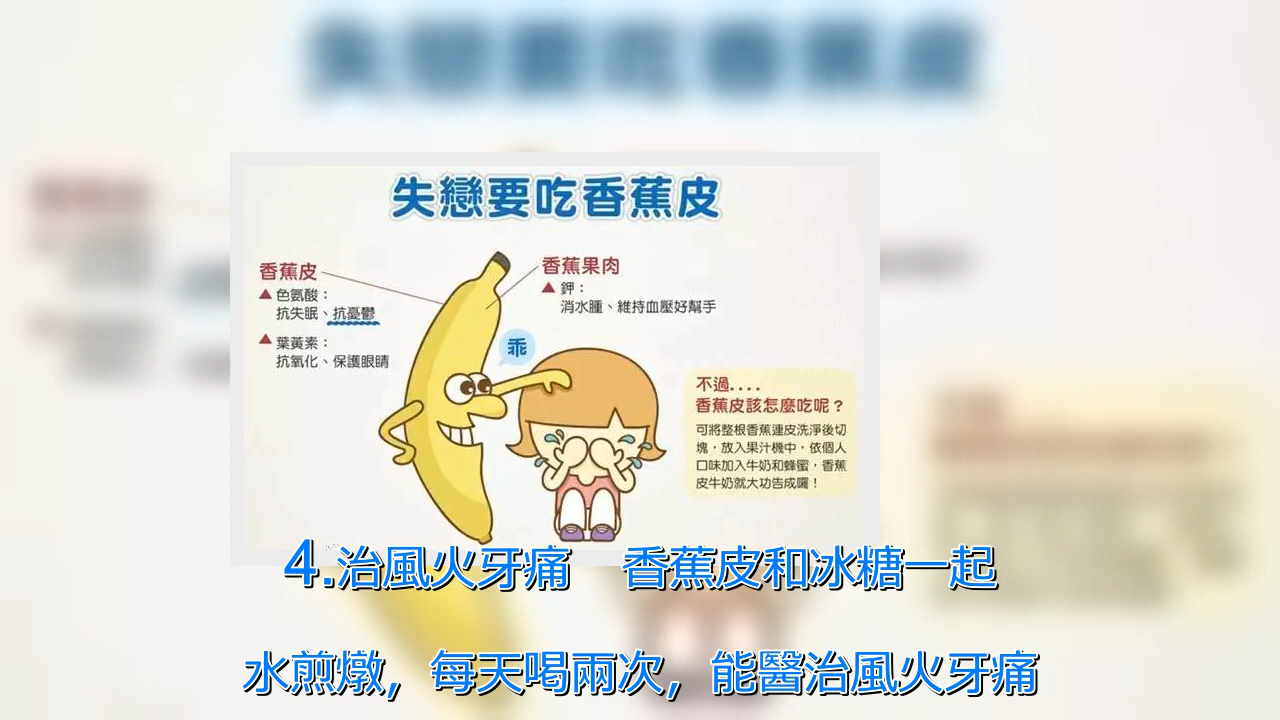 失戀要吃香蕉皮
香蕉皮
▲色氨酸：
抗失眠、抗憂鬱
▲葉黃素：
抗氧化、保護眼睛
香蕉果肉
▲鉀：
消水腫、維持血壓好幫手
乖
不過....
香蕉皮該怎麼吃呢？
可將整根香蕉連皮洗淨後切
塊，放入果汁機中，依個人
口味加入牛奶和蜂蜜，香蕉
皮牛奶就大功告成囉！
4.治風火牙痛　香蕉皮和冰糖一起
水煎燉，每天喝兩次，能醫治風火牙痛